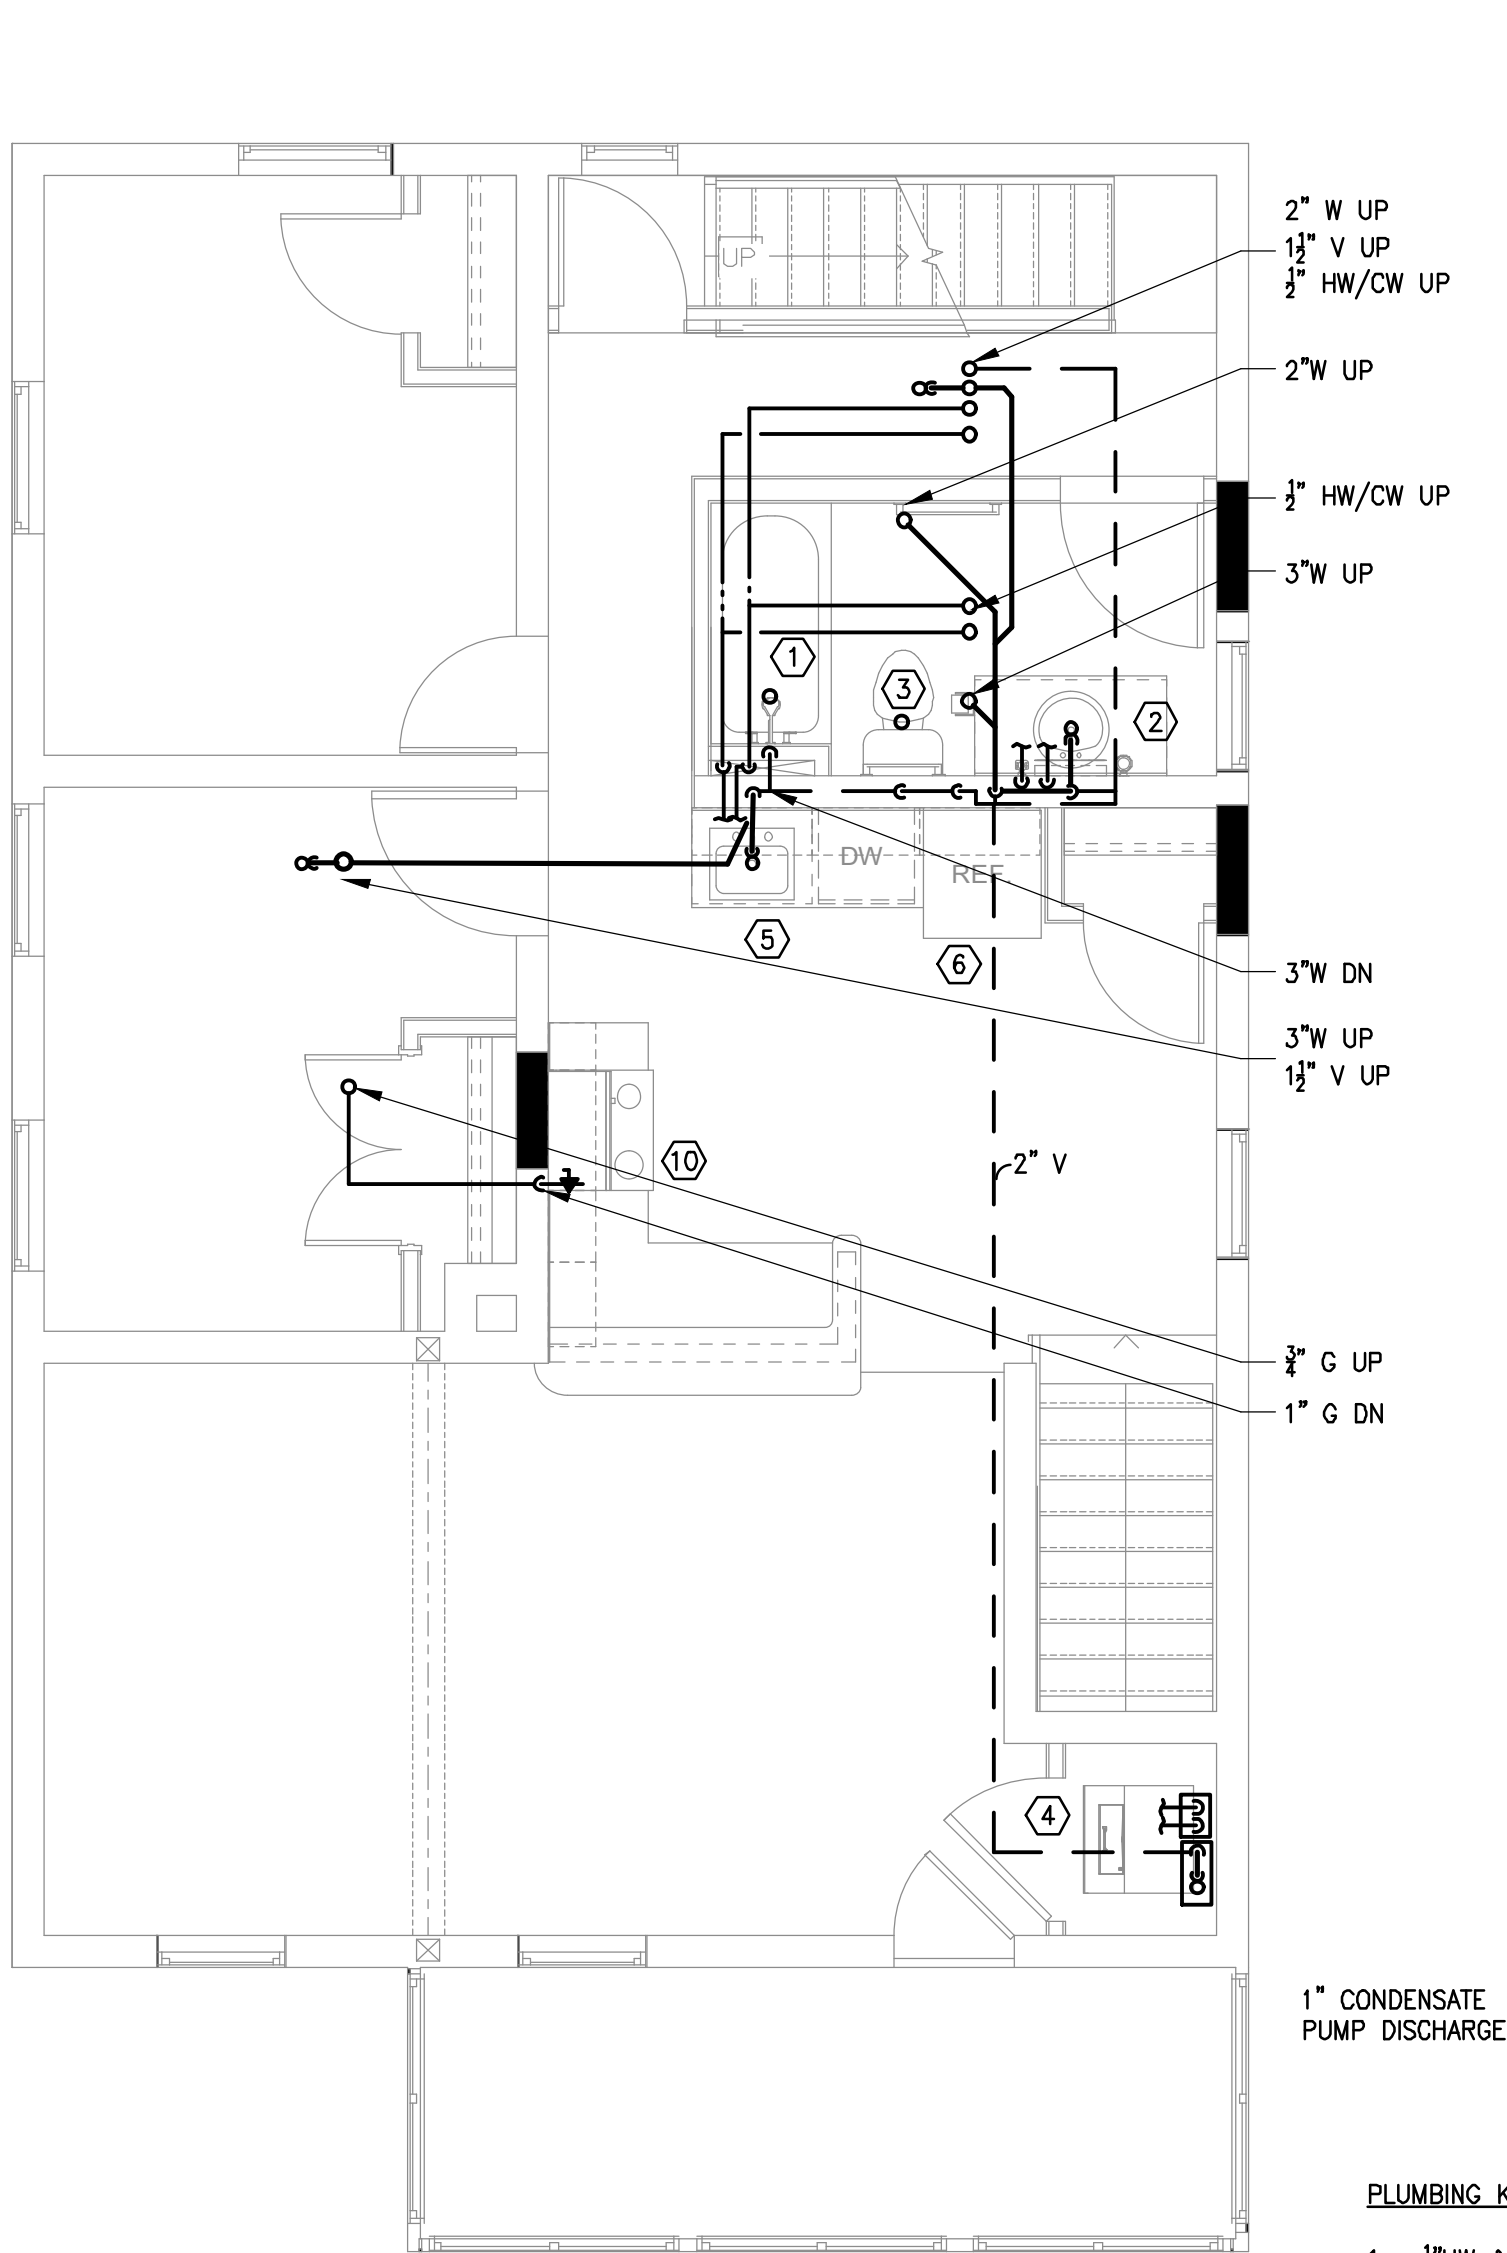 UP
2" W UP
1½" V UP
½" HW/CW UP
2"W UP
½" HW/CW UP
3"W UP
1
3
2
DW
REF.
5
6
3"W DN
3"W UP
1½" V UP
10
2" V
¾" G UP
1" G DN
4
1" CONDENSATE
PUMP DISCHARGE
PLUMBING K